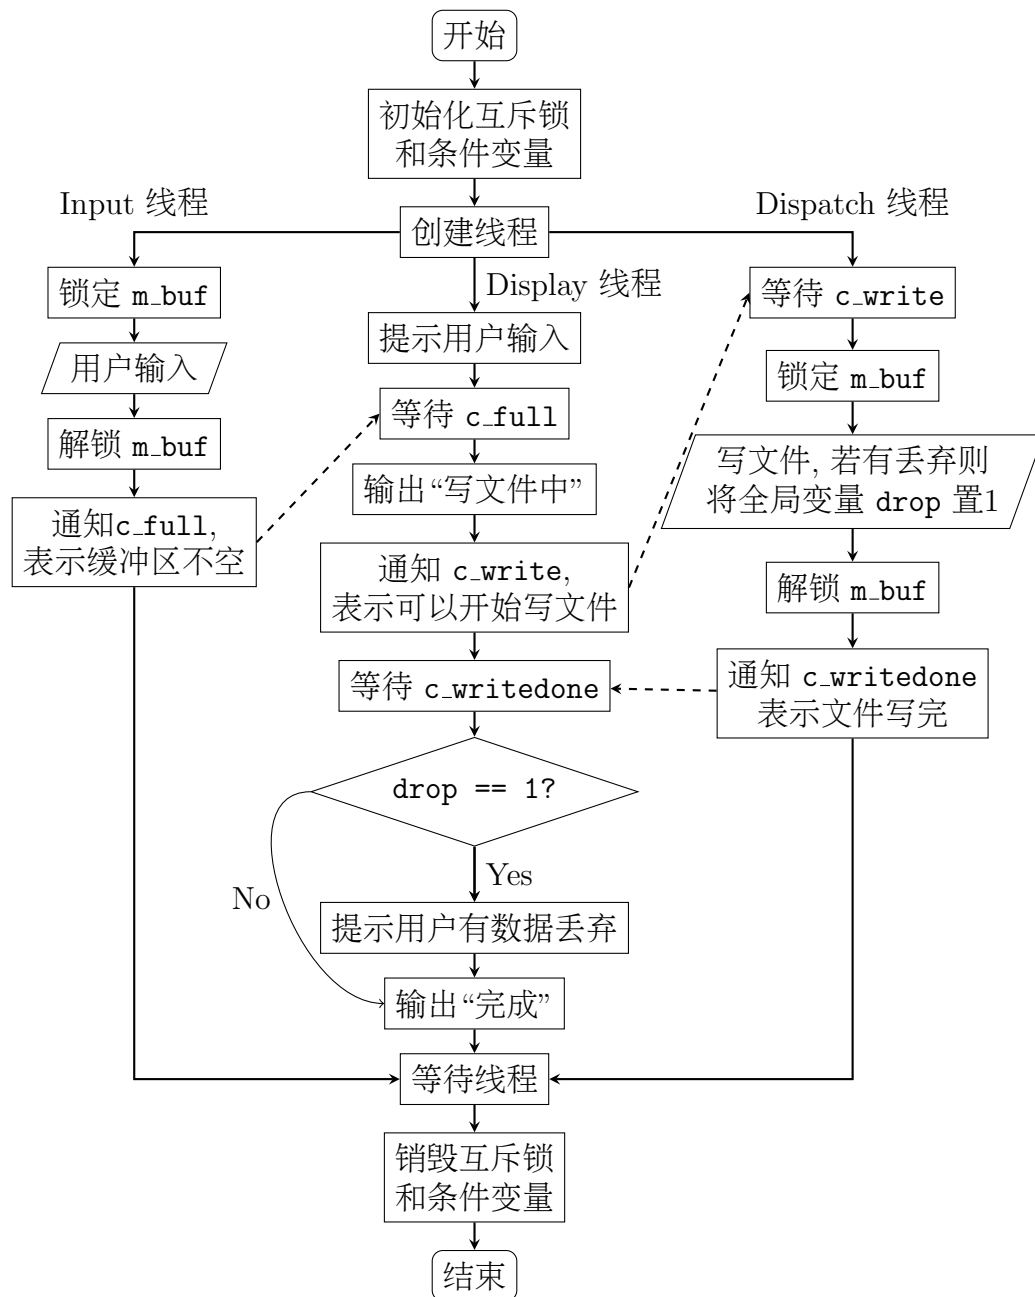 开始
初始化互斥锁
和条件变量
Input 线程
创建线程
Dispatch 线程
锁定 m_buf
用户输入
解锁 m_buf
通知c_full,
表示缓冲区不空
Display 线程
提示用户输入
等待 c_full
输出“写文件中”
通知 c_write,
表示可以开始写文件
等待 c_writedone
drop == 1?
No
Yes
提示用户有数据丢弃
输出“完成”
等待 c_write
锁定 m_buf
写文件, 若有丢弃则
将全局变量 drop 置1
解锁 m_buf
通知 c_writedone
表示文件写完
等待线程
销毁互斥锁
和条件变量
结束